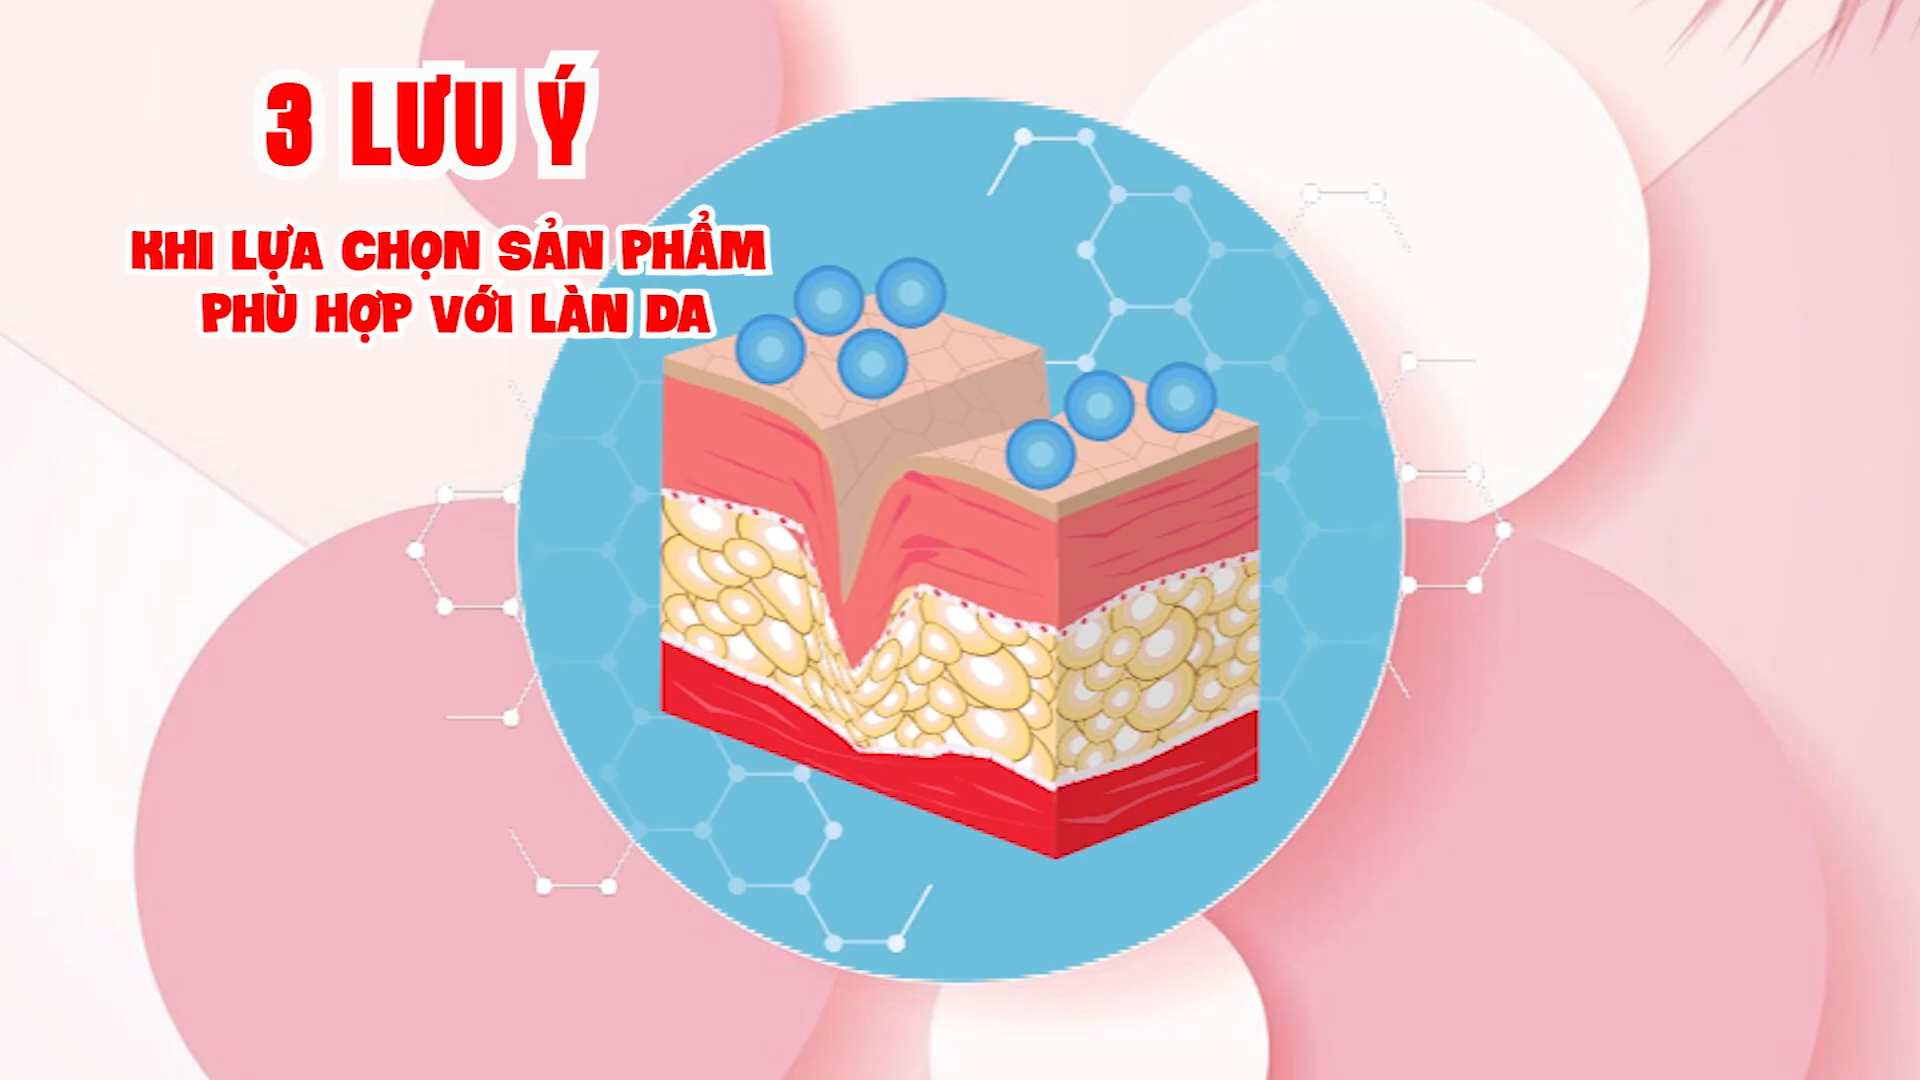 3 LƯU Ý
KHI LỰA CHỌN SẢN PHẨM
PHÙ HỢP VỚI LÀN DA